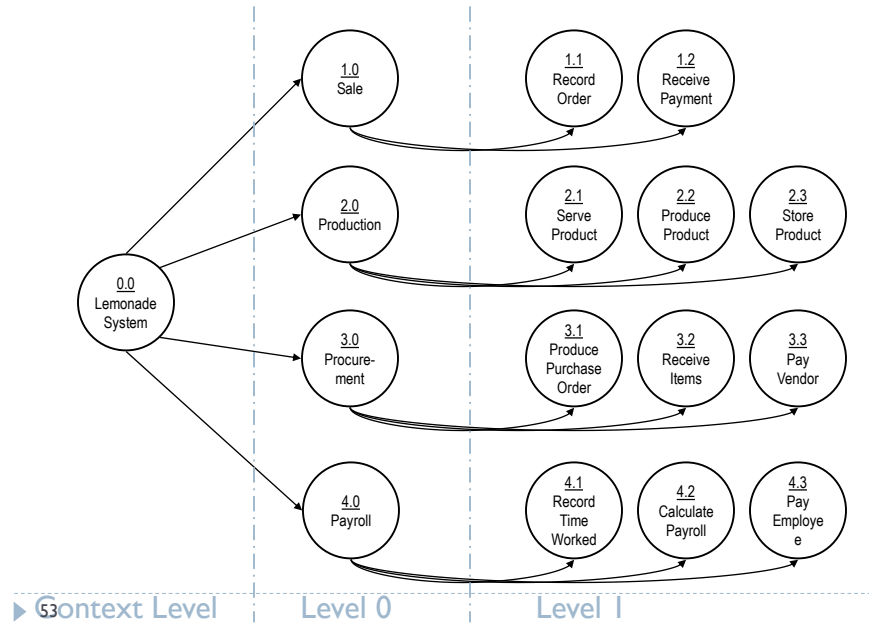 1.0
Sale
1.1
Record
Order
1.2
Receive
Payment
2.0
Production
2.1
Serve
Product
2.2
Produce
Product
2.3
Store
Product
0.0
Lemonade
System
3.0
Procure-
ment
3.1
Produce
Purchase
Order
3.2
Receive
Items
3.3
Pay
Vendor
4.0
Payroll
4.1
Record
Time
Worked
4.2
Calculate
Payroll
4.3
Pay
Employe
e
53
Context Level
Level 0
Level 1